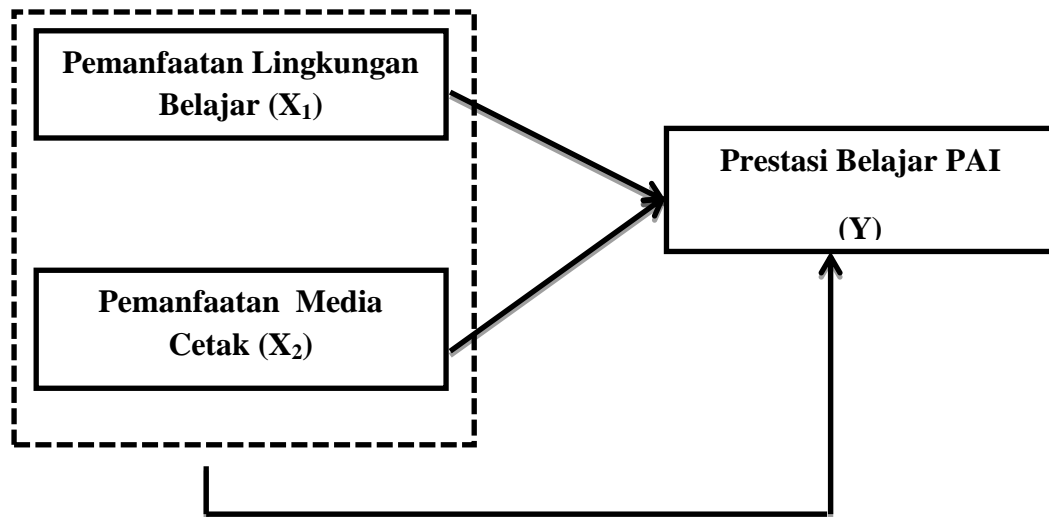 Pemanfaatan Lingkungan
Belajar (X₁)
Prestasi Belajar PAI
(Y)
Pemanfaatan Media
Cetak (X₂)